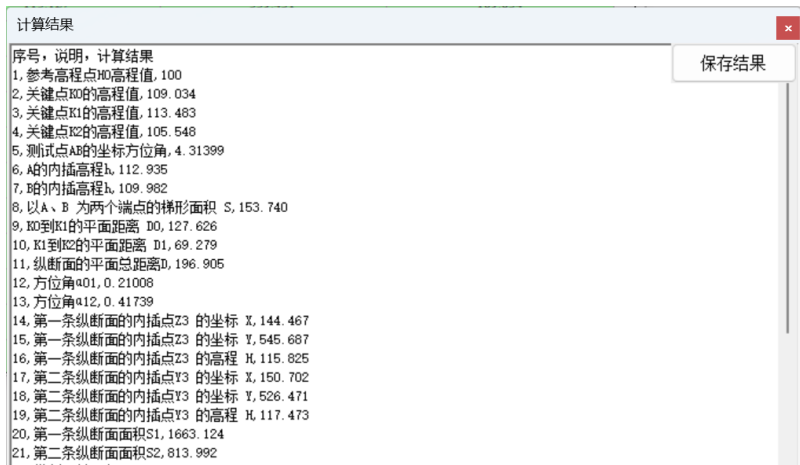 计算结果
保存结果
序号，说明，计算结果
1,参考高程点H0高程值,100
2,关键点K0的高程值,109.034
3,关键点K1的高程值,113.483
4,关键点K2的高程值,105.548
5,测试点AB的坐标方位角,4.31399
6,A的内插高程h,112.935
7,B的内插高程h,109.982
8,以A、B 为两个端点的梯形面积 S,153.740
9,K0到K1的平面距离 D0,127.626
10,K1到K2的平面距离 D1,69.279
11,纵断面的平面总距离D,196.905
12,方位角α01,0.21008
13,方位角α12,0.41739
14,第一条纵断面的内插点Z3 的坐标 X,144.467
15,第一条纵断面的内插点Z3 的坐标 Y,545.687
16,第一条纵断面的内插点Z3 的高程 H,115.825
17,第二条纵断面的内插点Y3 的坐标 X,150.702
18,第二条纵断面的内插点Y3 的坐标 Y,526.471
19,第二条纵断面的内插点Y3 的高程 H,117.473
20,第一条纵断面面积S1,1663.124
21,第二条纵断面面积S2,813.992